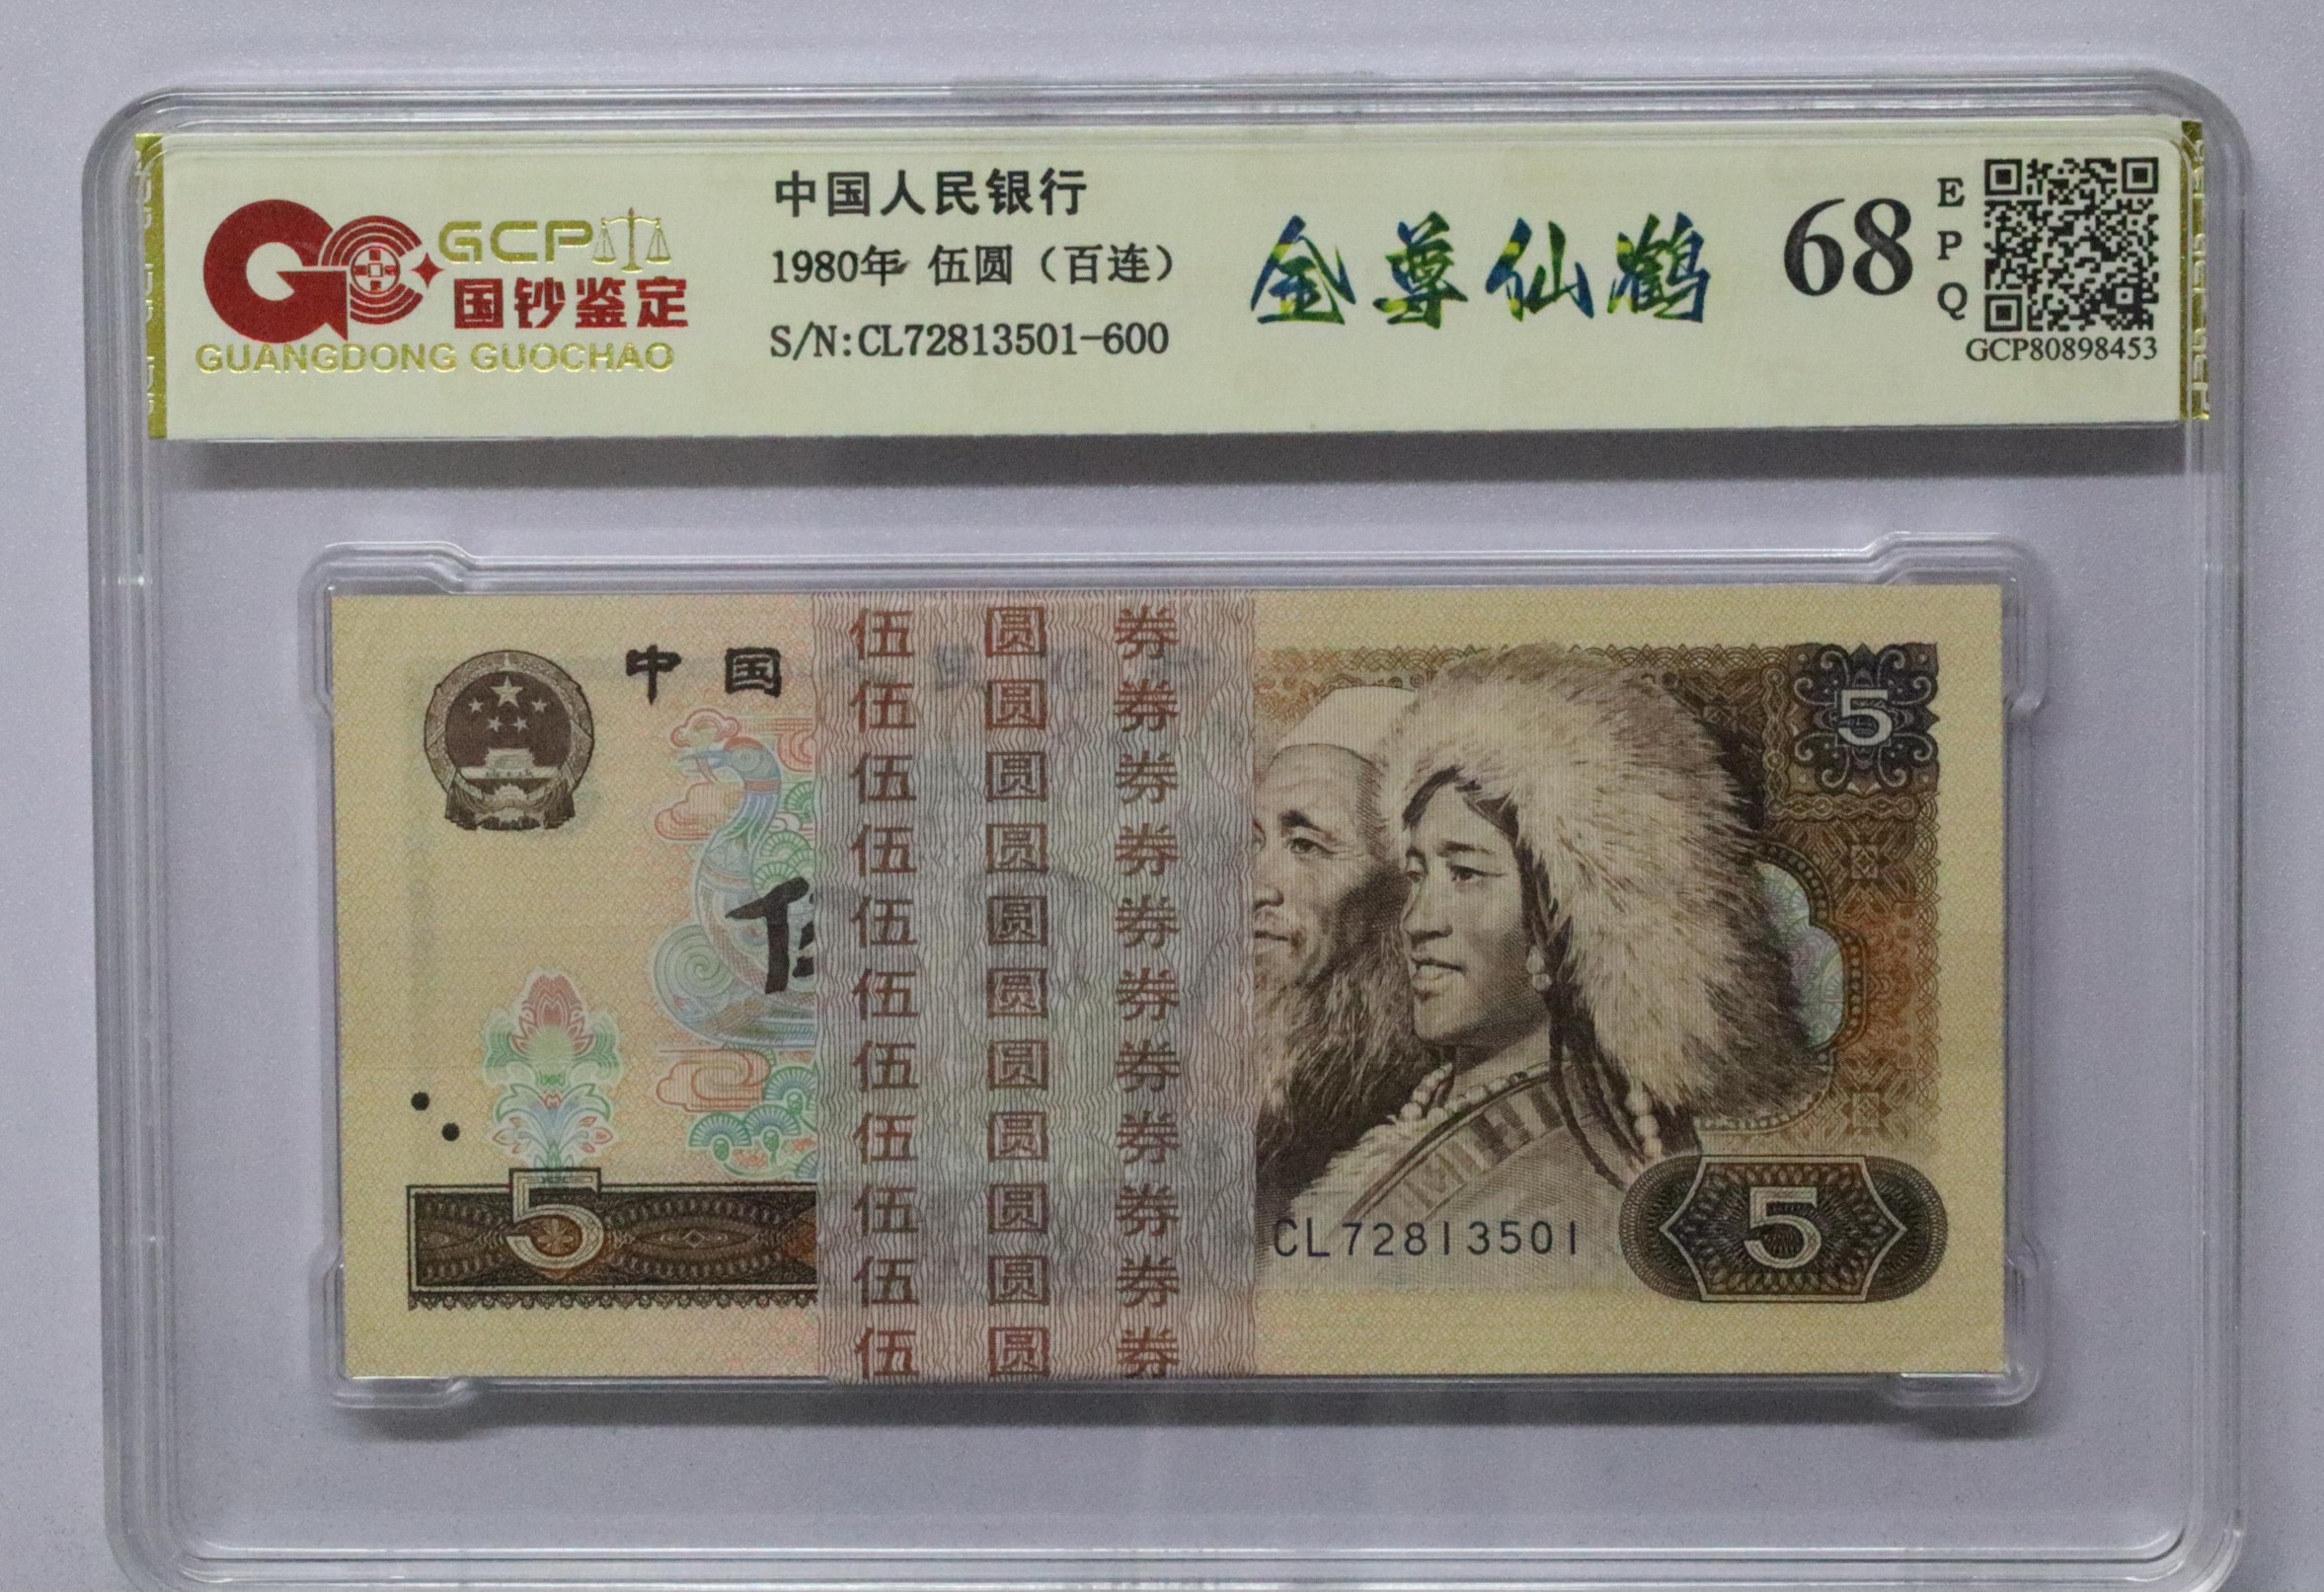 GCP
国钞鉴定
GUANGDONG GUOCHAO
中国人民银行
1980年 伍圆（百连）
S/N:CL72813501-600
金尊仙鹤
68
EPQ
GCP80898453
中国
伍圆券
伍圆券
伍圆券
伍圆券
伍圆券
伍圆券
伍圆券
伍圆券
伍圆券
伍圆券
伍圆券
5
5
CL72813501
5